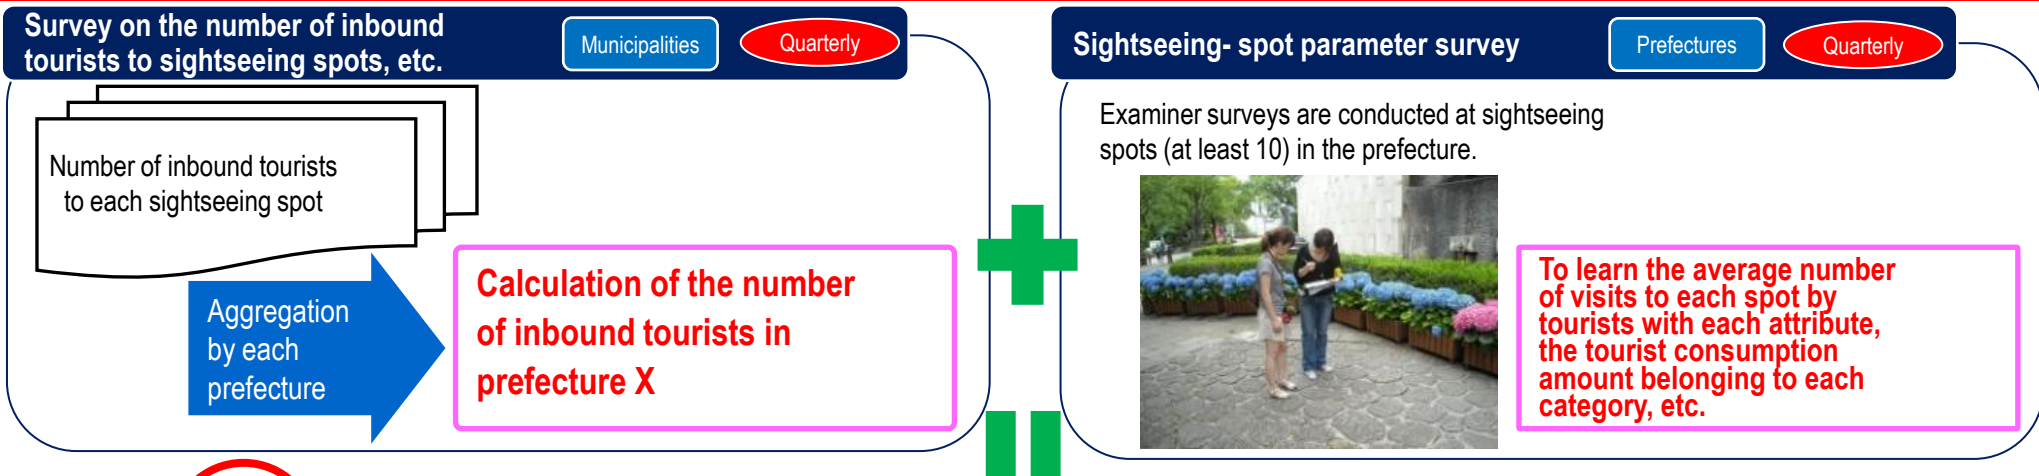 Survey on the number of inbound
tourists to sightseeing spots, etc.
Municipalities
Quarterly
Number of inbound tourists
to each sightseeing spot
Aggregation
by each
prefecture
Calculation of the number
of inbound tourists in
prefecture X
Sightseeing- spot parameter survey
Prefectures
Quarterly
Examiner surveys are conducted at sightseeing
spots (at least 10) in the prefecture.
To learn the average number
of visits to each spot by
tourists with each attribute,
the tourist consumption
amount belonging to each
category, etc.